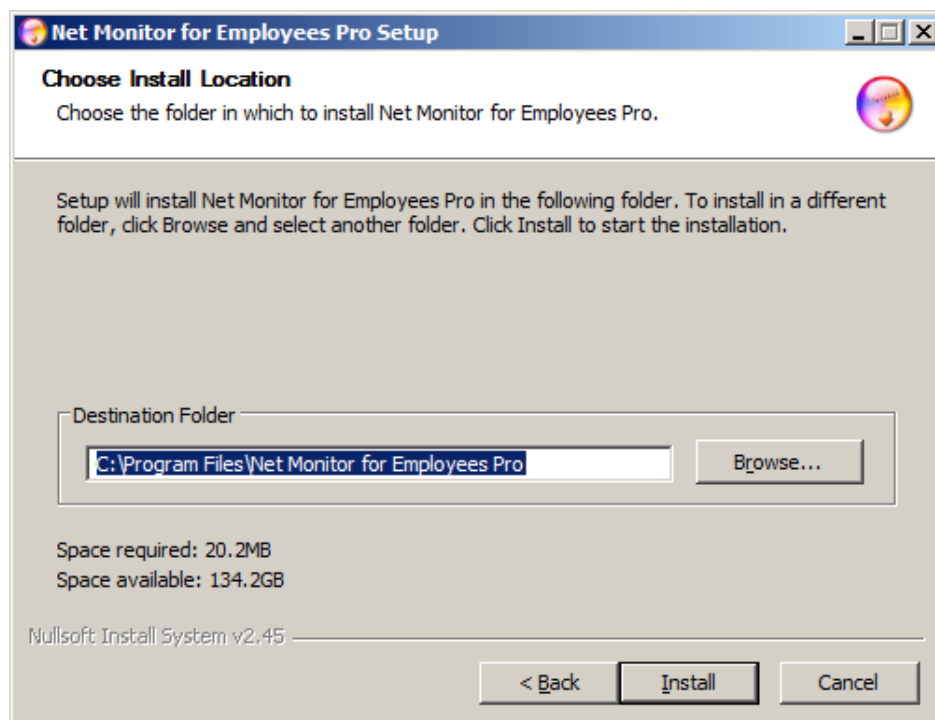 Net Monitor for Employees Pro Setup
Choose Install Location
Choose the folder in which to install Net Monitor for Employees Pro.
Setup will install Net Monitor for Employees Pro in the following folder. To install in a different
folder, click Browse and select another folder. Click Install to start the installation.
Destination Folder
C:\Program Files\Net Monitor for Employees Pro
Browse...
Space required: 20.2MB
Space available: 134.2GB
Nullsoft Install System v2.45
< Back
Install
Cancel